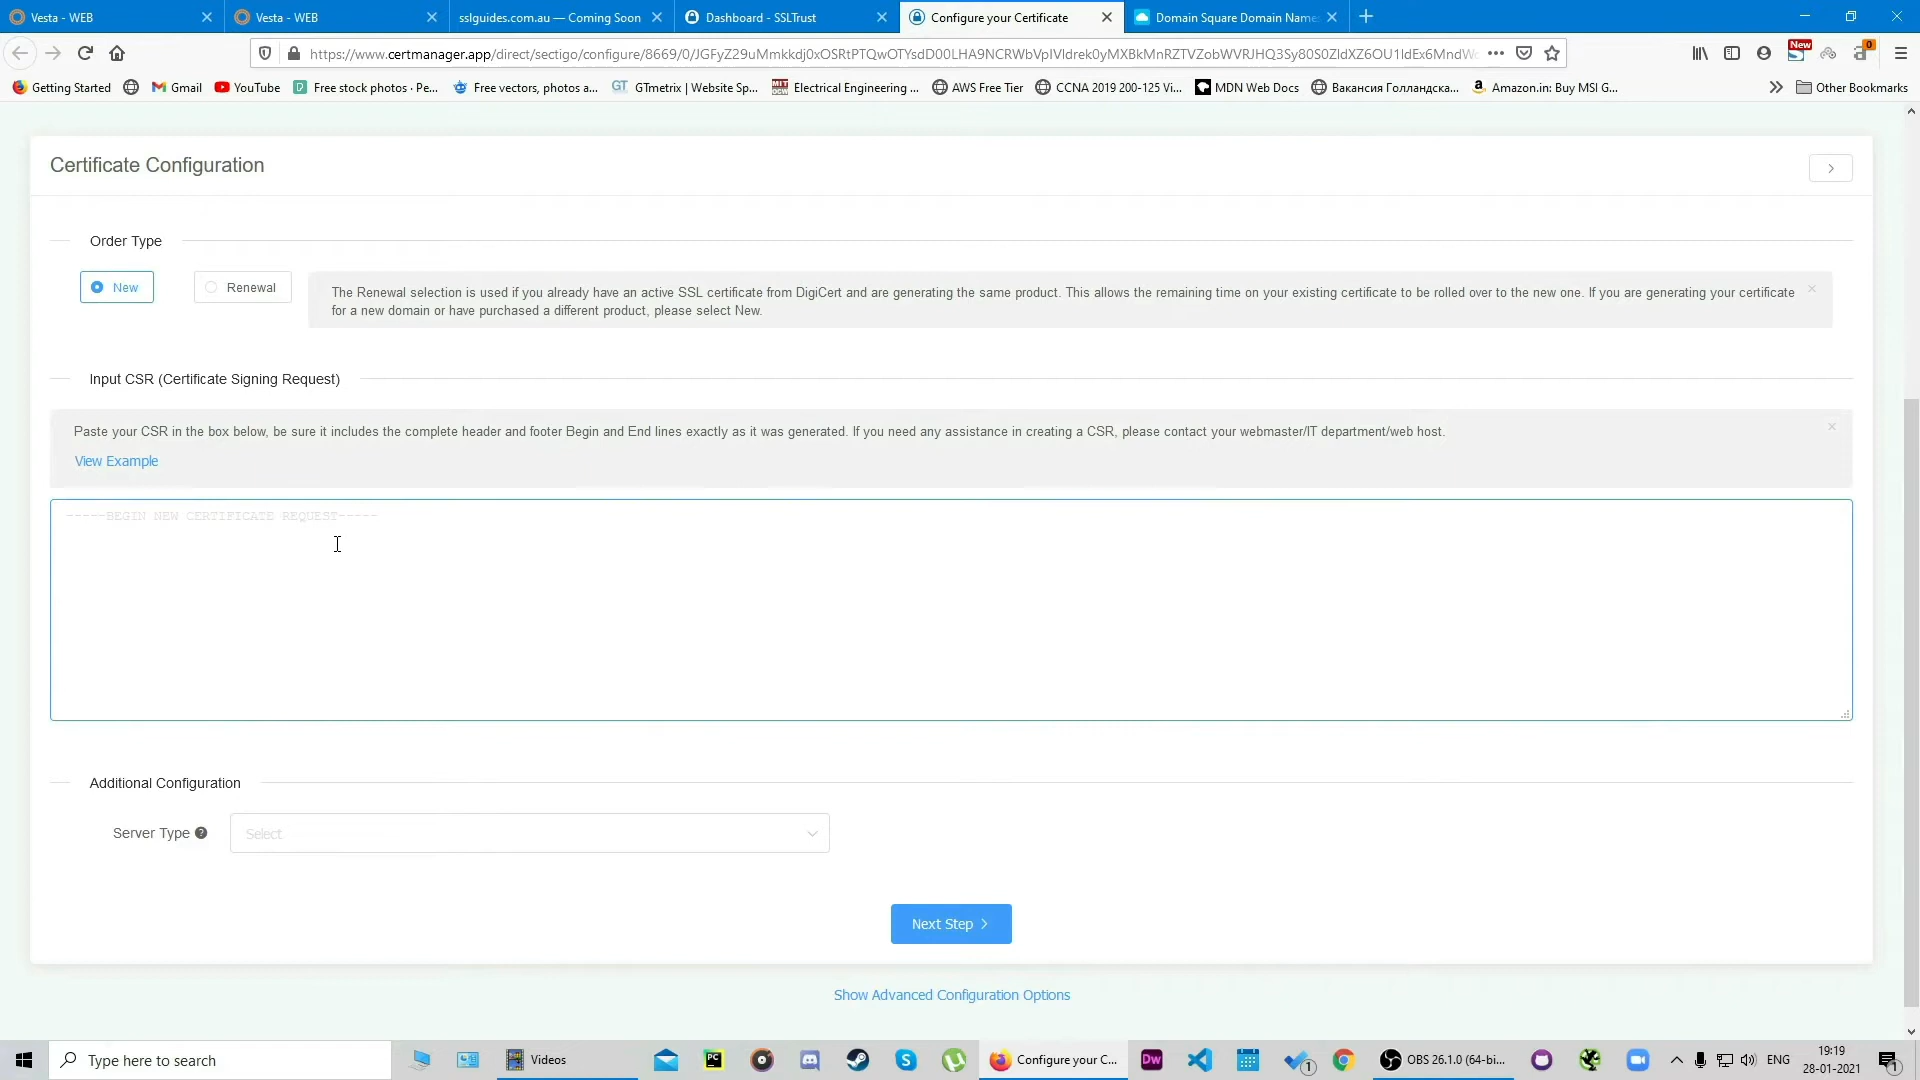 Vesta - WEB
Vesta - WEB
sslguides.com.au — Coming Soon
Dashboard - SSLTrust
Configure your Certificate
Domain Square Domain Name
https://www.certmanager.app/direct/sectigo/configure/8669/0/
Getting Started
Gmail
YouTube
Free stock photos · Pe...
Free vectors, photos a...
GT
GTmetrix | Website Sp...
Electrical Engineering ...
AWS Free Tier
CCNA 2019 200-125 Vi...
MDN Web Docs
Вакансия Голландска...
Amazon.in: Buy MSI G...
Other Bookmarks
New
0
Certificate Configuration
Order Type
New
Renewal
The Renewal selection is used if you already have an active SSL certificate from DigiCert and are generating the same product. This allows the remaining time on your existing certificate to be rolled over to the new one. If you are generating your certificate
for a new domain or have purchased a different product, please select New.
Input CSR (Certificate Signing Request)
Paste your CSR in the box below, be sure it includes the complete header and footer Begin and End lines exactly as it was generated. If you need any assistance in creating a CSR, please contact your webmaster/IT department/web host.
View Example
-----BEGIN NEW CERTIFICATE REQUEST-----
Additional Configuration
Server Type
Select
Next Step
Show Advanced Configuration Options
Type here to search
Videos
PC
Configure your C...
Dw
1
OBS 26.1.0 (64-bi...
ENG
19:19
28-01-2021
1